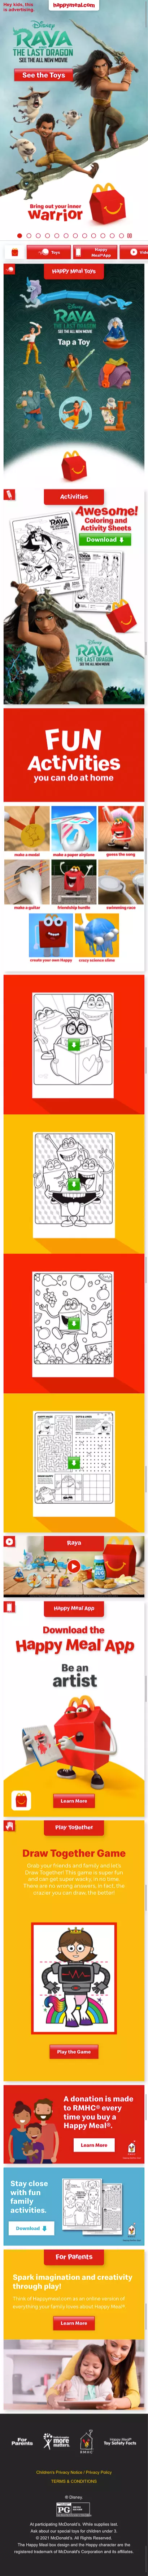 Hey kids, this
is advertising.
happymeal.com
Disney
RAYA
AND
THE LAST DRAGON
SEE THE ALL NEW MOVIE
See the Toys
Bring out your inner
warrior
Toys
Happy
Meal App
Happy Meal Toys
Disney
RAYA
THE LAST DRAGON
SEE THE ALL NEW MOVIE
Tap a Toy
Activities
Awesome!
Coloring and
Activity Sheets
Download
RAYA
Disney
RAYA
THE LAST DRAGON
SEE THE ALL NEW MOVIE
FUN
Activities
you can do at home
make a medal
make a paper airplane
guess the song
make a guitar
friendship hurdle
swimming race
create your own Happy
crazy science slime
Raya
Happy Meal App
Download the
Happy Meal App
Be an
artist
Learn More
Play Together
Draw Together Game
Grab your friends and family and let's
Draw Together! This game is super fun
and can get super wacky, in no time.
There are no wrong answers, in fact, the
crazier you can draw, the better!
Play the Game
A donation is made
to RMHC® every
time you buy a
Happy Meal®.
Learn More
Stay close
with fun
family
activities.
Download
For Parents
Spark imagination and creativity
through play!
Think of Happymeal.com as an online version of
everything your family loves about Happy Meal®.
Learn More
For
Parents
more
matters
RMHC
Happy Meal®
Toy Safety Facts
Children's Privacy Notice / Privacy Policy
TERMS & CONDITIONS
© Disney
PG
At participating McDonald's. While supplies last.
Ask about our special toys for children under 3.
© 2021 McDonald's. All Rights Reserved.
The Happy Meal box design and the Happy character are the
registered trademark of McDonald's Corporation and its affiliates.